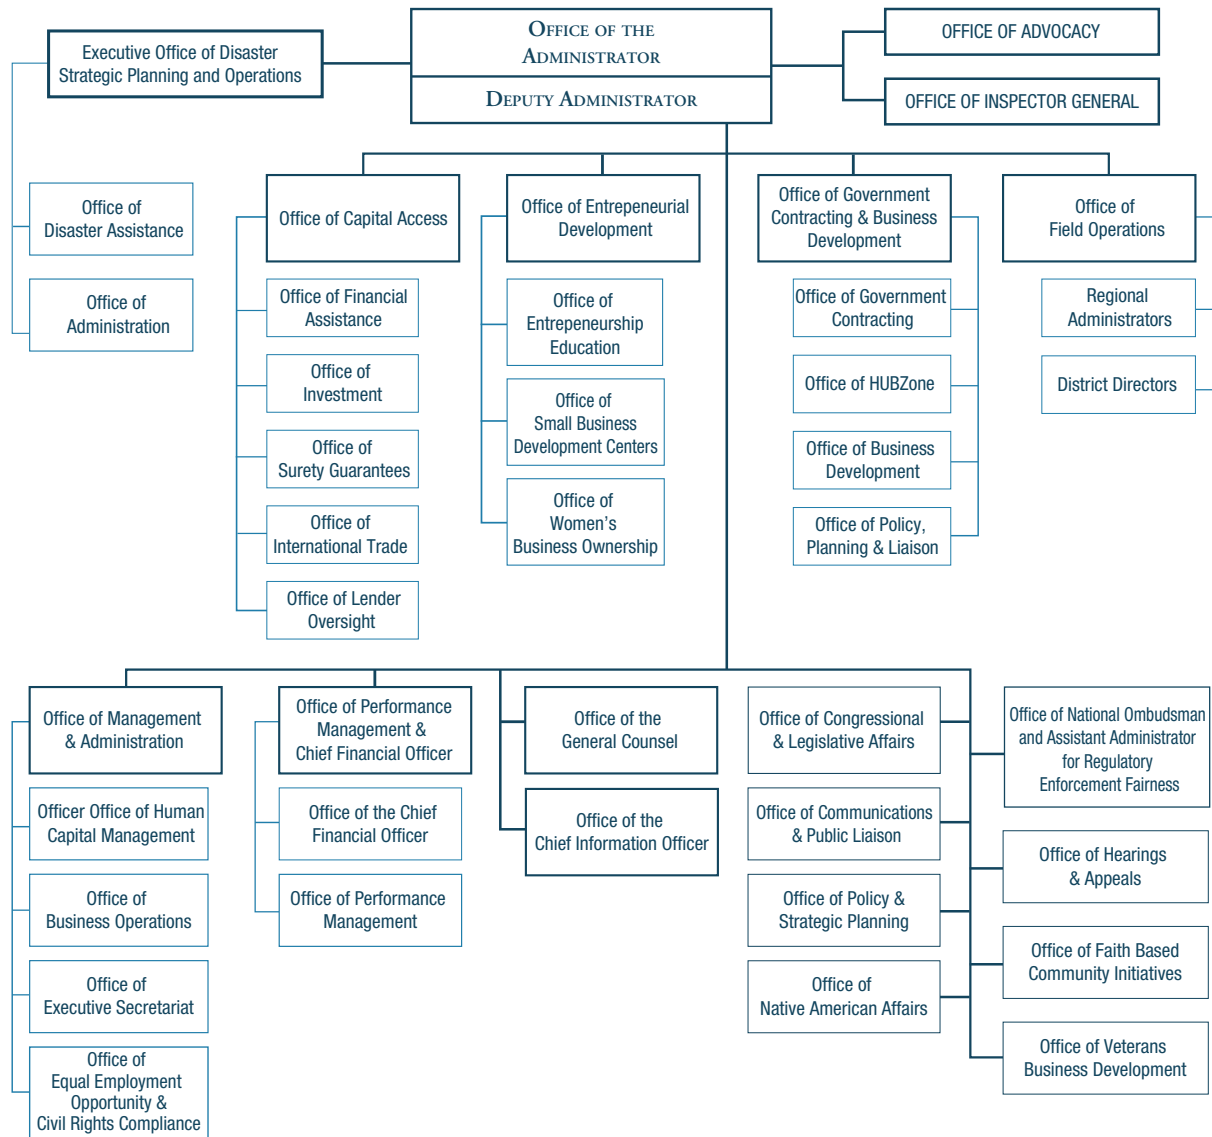 Executive Office of Disaster
Strategic Planning and Operations
OFFICE OF THE
ADMINISTRATOR
DEPUTY ADMINISTRATOR
OFFICE OF ADVOCACY
OFFICE OF INSPECTOR GENERAL
Office of
Disaster Assistance
Office of
Administration
Office of Capital Access
Office of Financial
Assistance
Office of
Investment
Office of
Surety Guarantees
Office of
International Trade
Office of Lender
Oversight
Office of Entrepeneurial
Development
Office of
Entrepeneurship
Education
Office of
Small Business
Development Centers
Office of
Women's
Business Ownership
Office of Government
Contracting & Business
Development
Office of Government
Contracting
Office of HUBZone
Office of Business
Development
Office of Policy,
Planning & Liaison
Office of
Field Operations
Regional
Administrators
District Directors
Office of Management
& Administration
Officer Office of Human
Capital Management
Office of
Business Operations
Office of
Executive Secretariat
Office of
Equal Employment
Opportunity &
Civil Rights Compliance
Office of Performance
Management &
Chief Financial Officer
Office of the Chief
Financial Officer
Office of Performance
Management
Office of the
General Counsel
Office of the
Chief Information Officer
Office of Congressional
& Legislative Affairs
Office of Communications
& Public Liaison
Office of Policy &
Strategic Planning
Office of
Native American Affairs
Office of National Ombudsman
and Assistant Administrator
for Regulatory
Enforcement Fairness
Office of Hearings
& Appeals
Office of Faith Based
Community Initiatives
Office of Veterans
Business Development